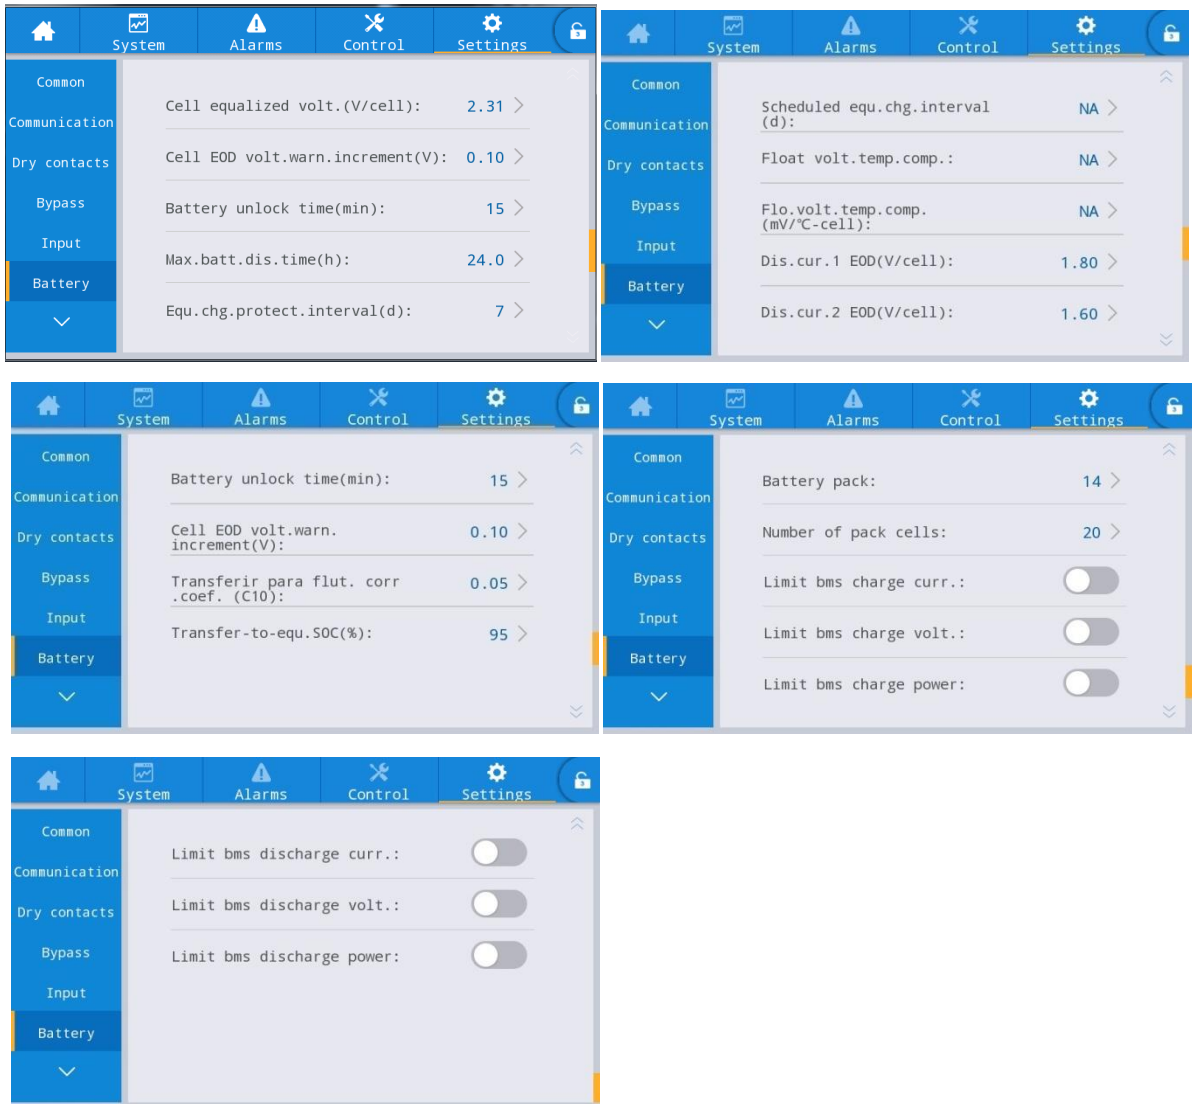 System Alarms Control Settings
Common
Communication
Dry contacts
Bypass
Input
Battery
Cell equalized volt.(V/cell): 2.31
Cell EOD volt.warn.increment(V): 0.10
Battery unlock time(min): 15
Max.batt.dis.time(h): 24.0
Equ.chg.protect.interval(d): 7
System Alarms Control Settings
Common
Communication
Dry contacts
Bypass
Input
Battery
Scheduled equ.chg.interval
(d): NA
Float volt.temp.comp.: NA
Flo.volt.temp.comp.
(mV/℃-cell): NA
Dis.cur.1 EOD(V/cell): 1.80
Dis.cur.2 EOD(V/cell): 1.60
System Alarms Control Settings
Common
Communication
Dry contacts
Bypass
Input
Battery
Battery unlock time(min): 15
Cell EOD volt.warn.
increment(V): 0.10
Transferir para flut. corr
.coef. (C10): 0.05
Transfer-to-equ.SOC(%): 95
System Alarms Control Settings
Common
Communication
Dry contacts
Bypass
Input
Battery
Battery pack: 14
Number of pack cells: 20
Limit bms charge curr.:
Limit bms charge volt.:
Limit bms charge power:
System Alarms Control Settings
Common
Communication
Dry contacts
Bypass
Input
Battery
Limit bms discharge curr.:
Limit bms discharge volt.:
Limit bms discharge power: